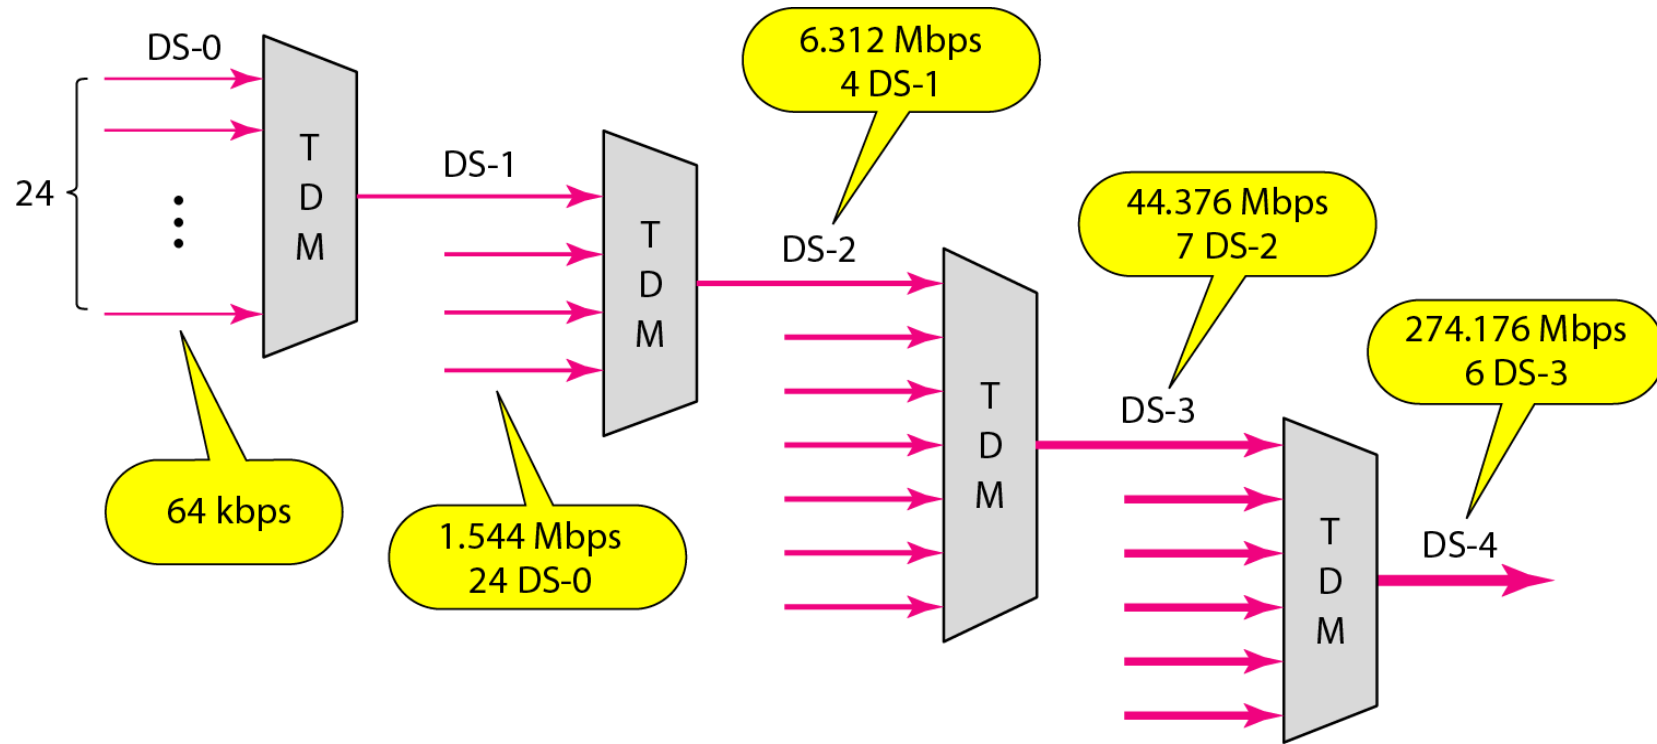 DS-0
24
T
D
M
64 kbps
DS-1
1.544 Mbps
24 DS-0
T
D
M
6.312 Mbps
4 DS-1
DS-2
T
D
M
44.376 Mbps
7 DS-2
DS-3
T
D
M
274.176 Mbps
6 DS-3
DS-4